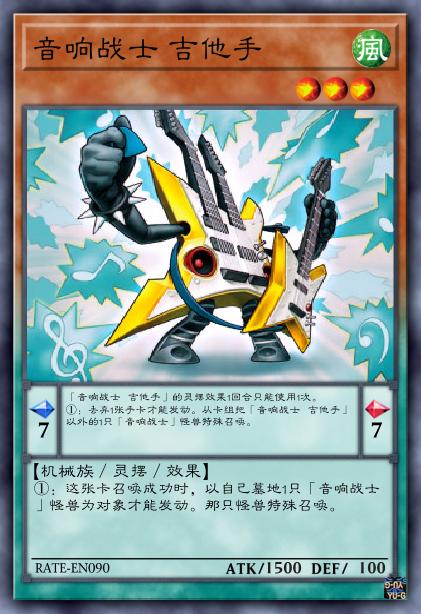 音响战士 吉他手
風
「音响战士 吉他手」的灵摆效果1回合只能使用1次。
①：丢弃1张手卡才能发动。从卡组把「音响战士 吉他手」
以外的1只「音响战士」怪兽特殊召唤。
7
7
【机械族／灵摆／效果】
①：这张卡召唤成功时，以自己墓地1只「音响战士
」怪兽为对象才能发动。那只怪兽特殊召唤。
RATE-EN090
ATK/1500 DEF/ 100